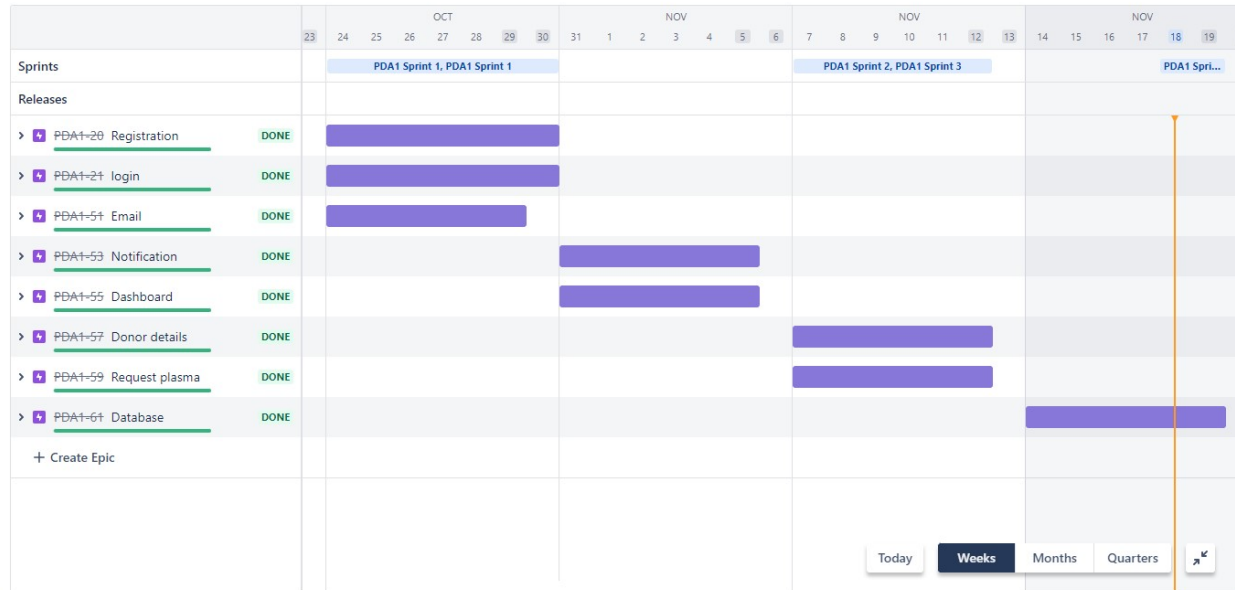 OCT NOV NOV NOV
23 24 25 26 27 28 29 30 31 1 2 3 4 5 6 7 8 9 10 11 12 13 14 15 16 17 18 19
Sprints PDA1 Sprint 1, PDA1 Sprint 1 PDA1 Sprint 2, PDA1 Sprint 3 PDA1 Spri...
Releases
PDA1-20 Registration DONE
PDA1-21 login DONE
PDA1-51 Email DONE
PDA1-53 Notification DONE
PDA1-55 Dashboard DONE
PDA1-57 Donor details DONE
PDA1-59 Request plasma DONE
PDA1-61 Database DONE
+ Create Epic
Today Weeks Months Quarters